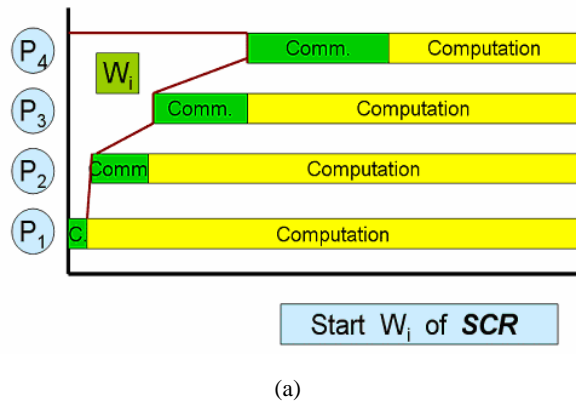 P4 Comm. Computation
Wi
P3 Comm. Computation
P2 Comm Computation
P1 C. Computation
Start Wi of SCR
(a)